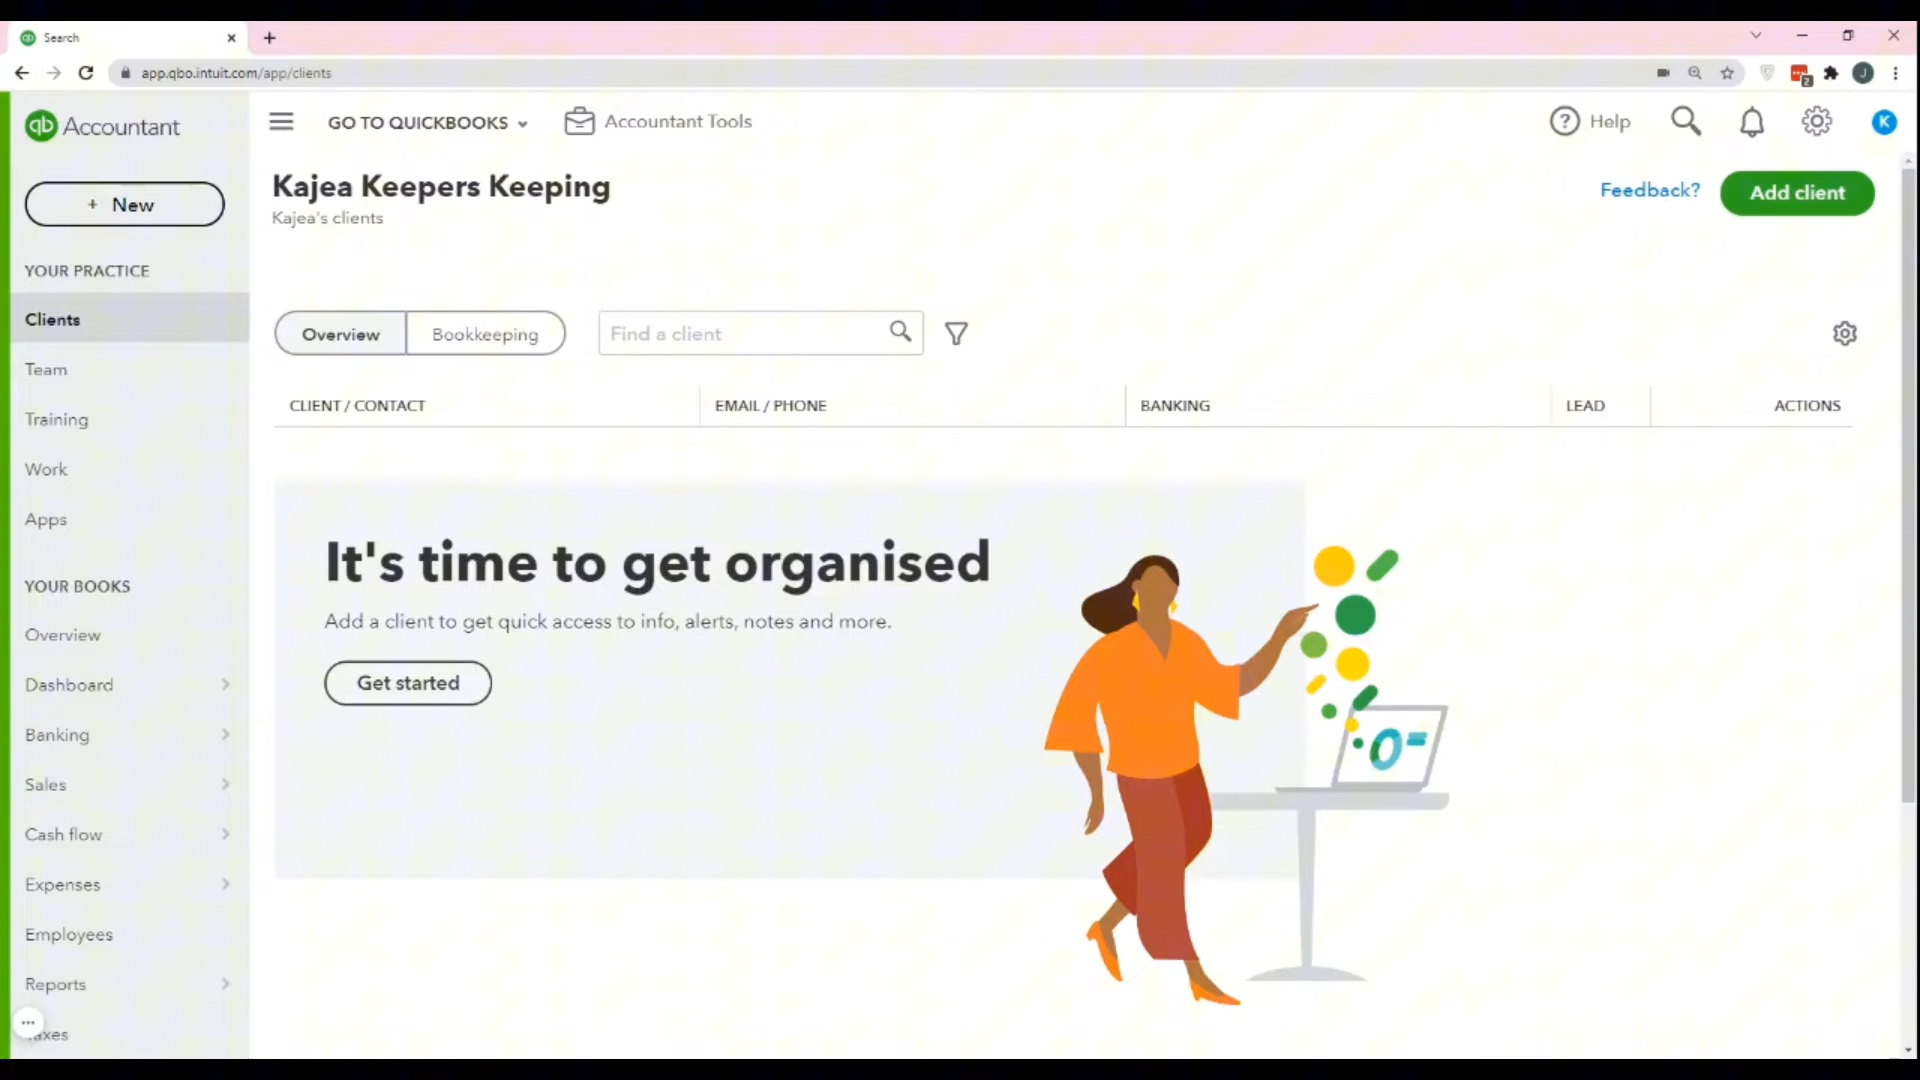 Search
app.qbo.intuit.com/app/clients
2
J
qb Accountant
GO TO QUICKBOOKS
Accountant Tools
? Help
K
+ New
Kajea Keepers Keeping
Kajea's clients
Feedback?
Add client
YOUR PRACTICE
Clients
Team
Training
Work
Apps
YOUR BOOKS
Overview
Dashboard
Banking
Sales
Cash flow
Expenses
Employees
Reports
Overview
Bookkeeping
Find a client
CLIENT / CONTACT
EMAIL / PHONE
BANKING
LEAD
ACTIONS
It's time to get organised
Add a client to get quick access to info, alerts, notes and more.
Get started